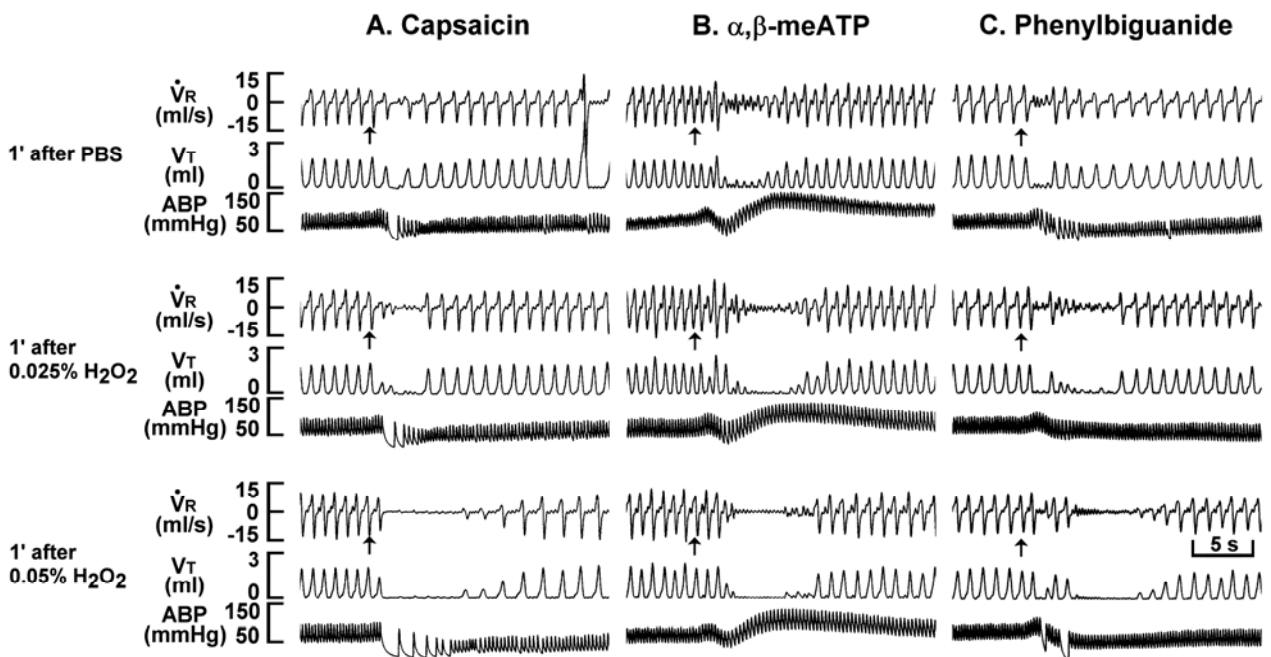 A. Capsaicin B. α,β-meATP C. Phenylbiguanide
1' after PBS
V̇R
(ml/s)
15
0
-15
VT
(ml)
3
0
ABP
(mmHg)
150
50
1' after
0.025% H2O2
V̇R
(ml/s)
15
0
-15
VT
(ml)
3
0
ABP
(mmHg)
150
50
1' after
0.05% H2O2
V̇R
(ml/s)
15
0
-15
5 s
VT
(ml)
3
0
ABP
(mmHg)
150
50